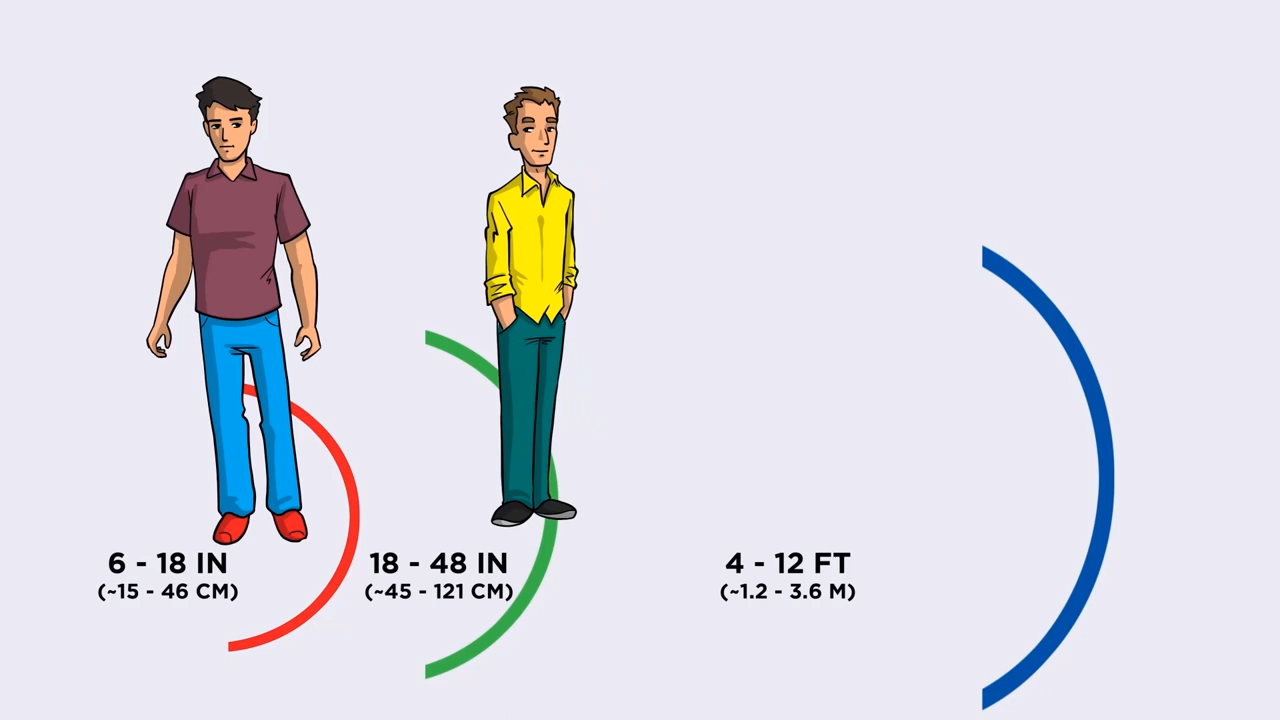 6 - 18 IN
(~15 - 46 CM)
18 - 48 IN
(~45 - 121 CM)
4 - 12 FT
(~1.2 - 3.6 M)